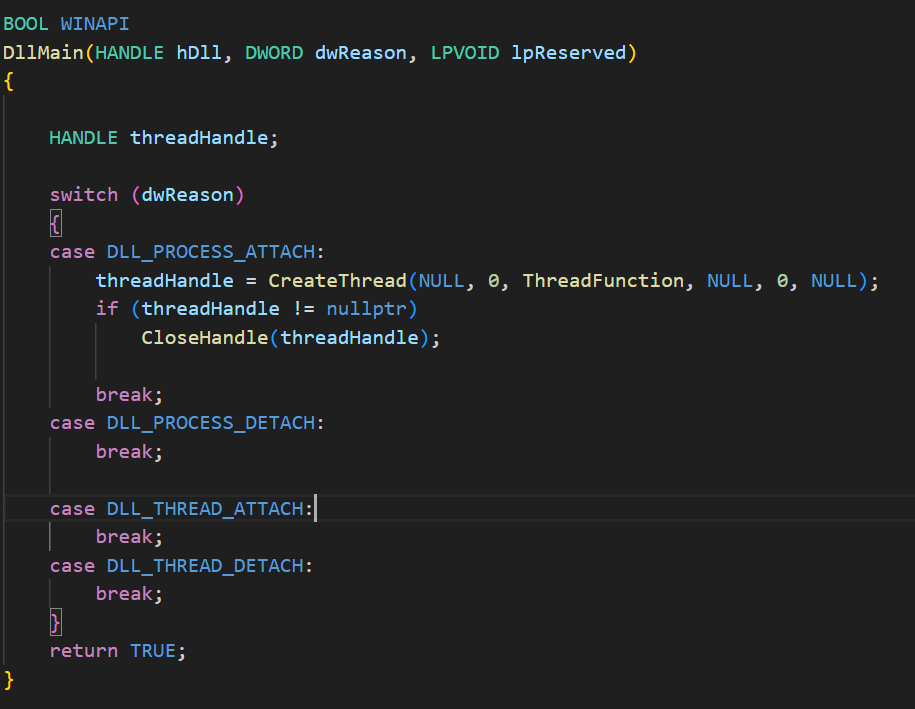 BOOL WINAPI
DllMain(HANDLE hDll, DWORD dwReason, LPVOID lpReserved)
{
HANDLE threadHandle;
switch (dwReason)
{
case DLL_PROCESS_ATTACH:
threadHandle = CreateThread(NULL, 0, ThreadFunction, NULL, 0, NULL);
if (threadHandle != nullptr)
CloseHandle(threadHandle);
break;
case DLL_PROCESS_DETACH:
break;
case DLL_THREAD_ATTACH:
break;
case DLL_THREAD_DETACH:
break;
}
return TRUE;
}